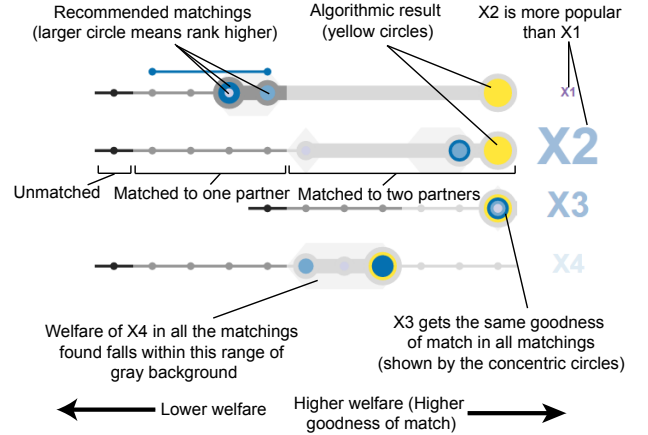 Recommended matchings
(larger circle means rank higher)
Algorithmic result
(yellow circles)
X2 is more popular
than X1
X1
X2
Unmatched
Matched to one partner
Matched to two partners
X3
X4
Welfare of X4 in all the matchings
found falls within this range of
gray background
X3 gets the same goodness
of match in all matchings
(shown by the concentric circles)
Lower welfare
Higher welfare (Higher
goodness of match)